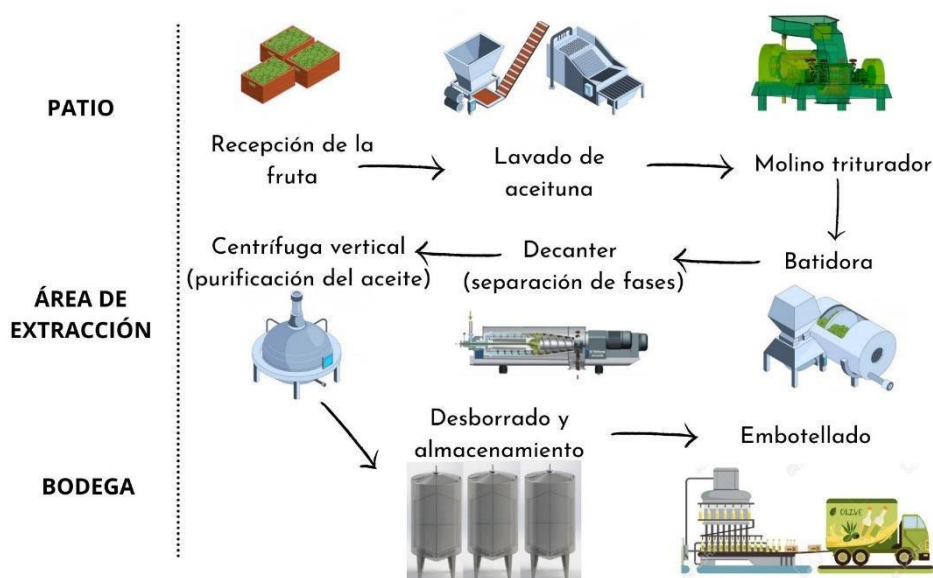 PATIO
Recepción de la
fruta
Lavado de
aceituna
Molino triturador
ÁREA DE
EXTRACCIÓN
Centrífuga vertical
(purificación del aceite)
Decanter
(separación de fases)
Batidora
BODEGA
Desborrado y
almacenamiento
Embotellado
OLIVE